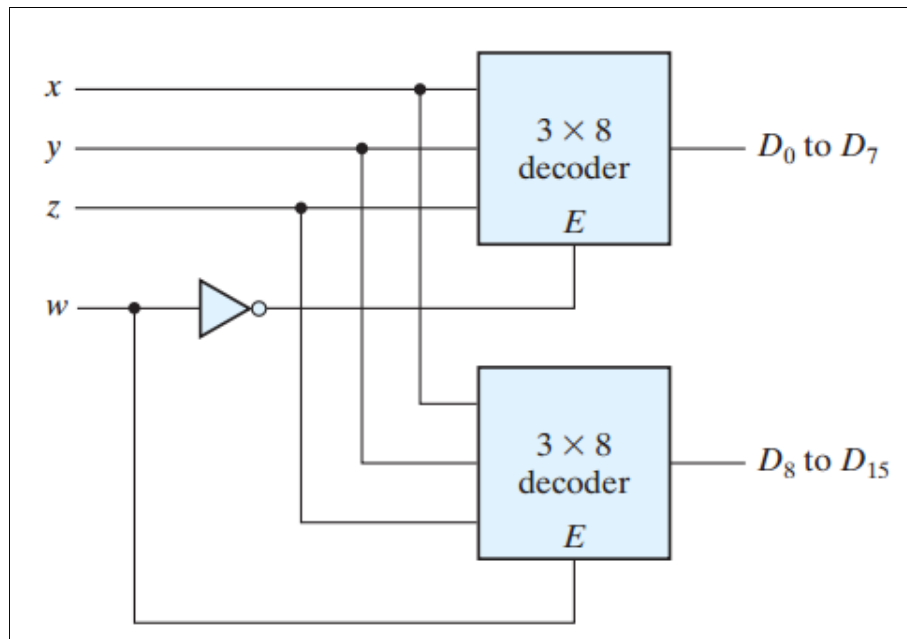 x
y
z
w
3 × 8
decoder
E
D₀ to D₇
3 × 8
decoder
E
D₈ to D₁₅